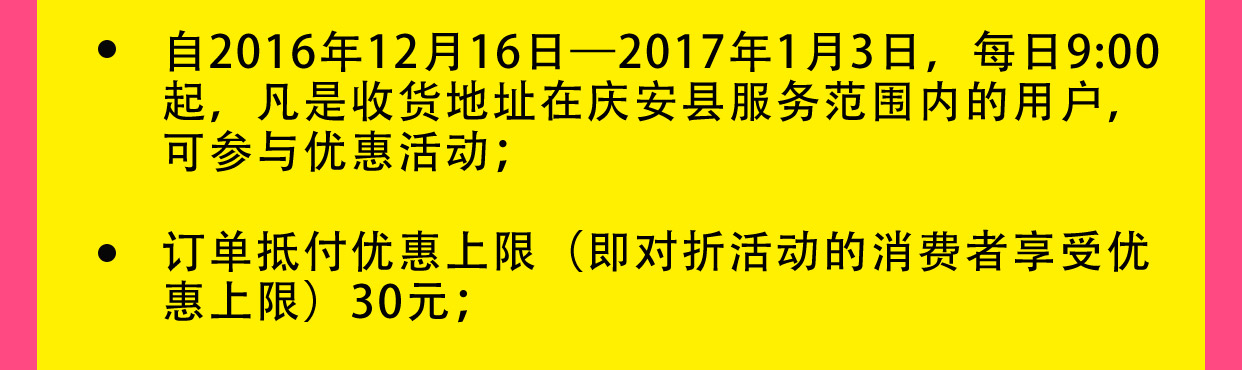 • 自2016年12月16日—2017年1月3日，每日9:00
起，凡是收货地址在庆安县服务范围内的用户，
可参与优惠活动；
• 订单抵付优惠上限（即对折活动的消费者享受优
惠上限）30元；